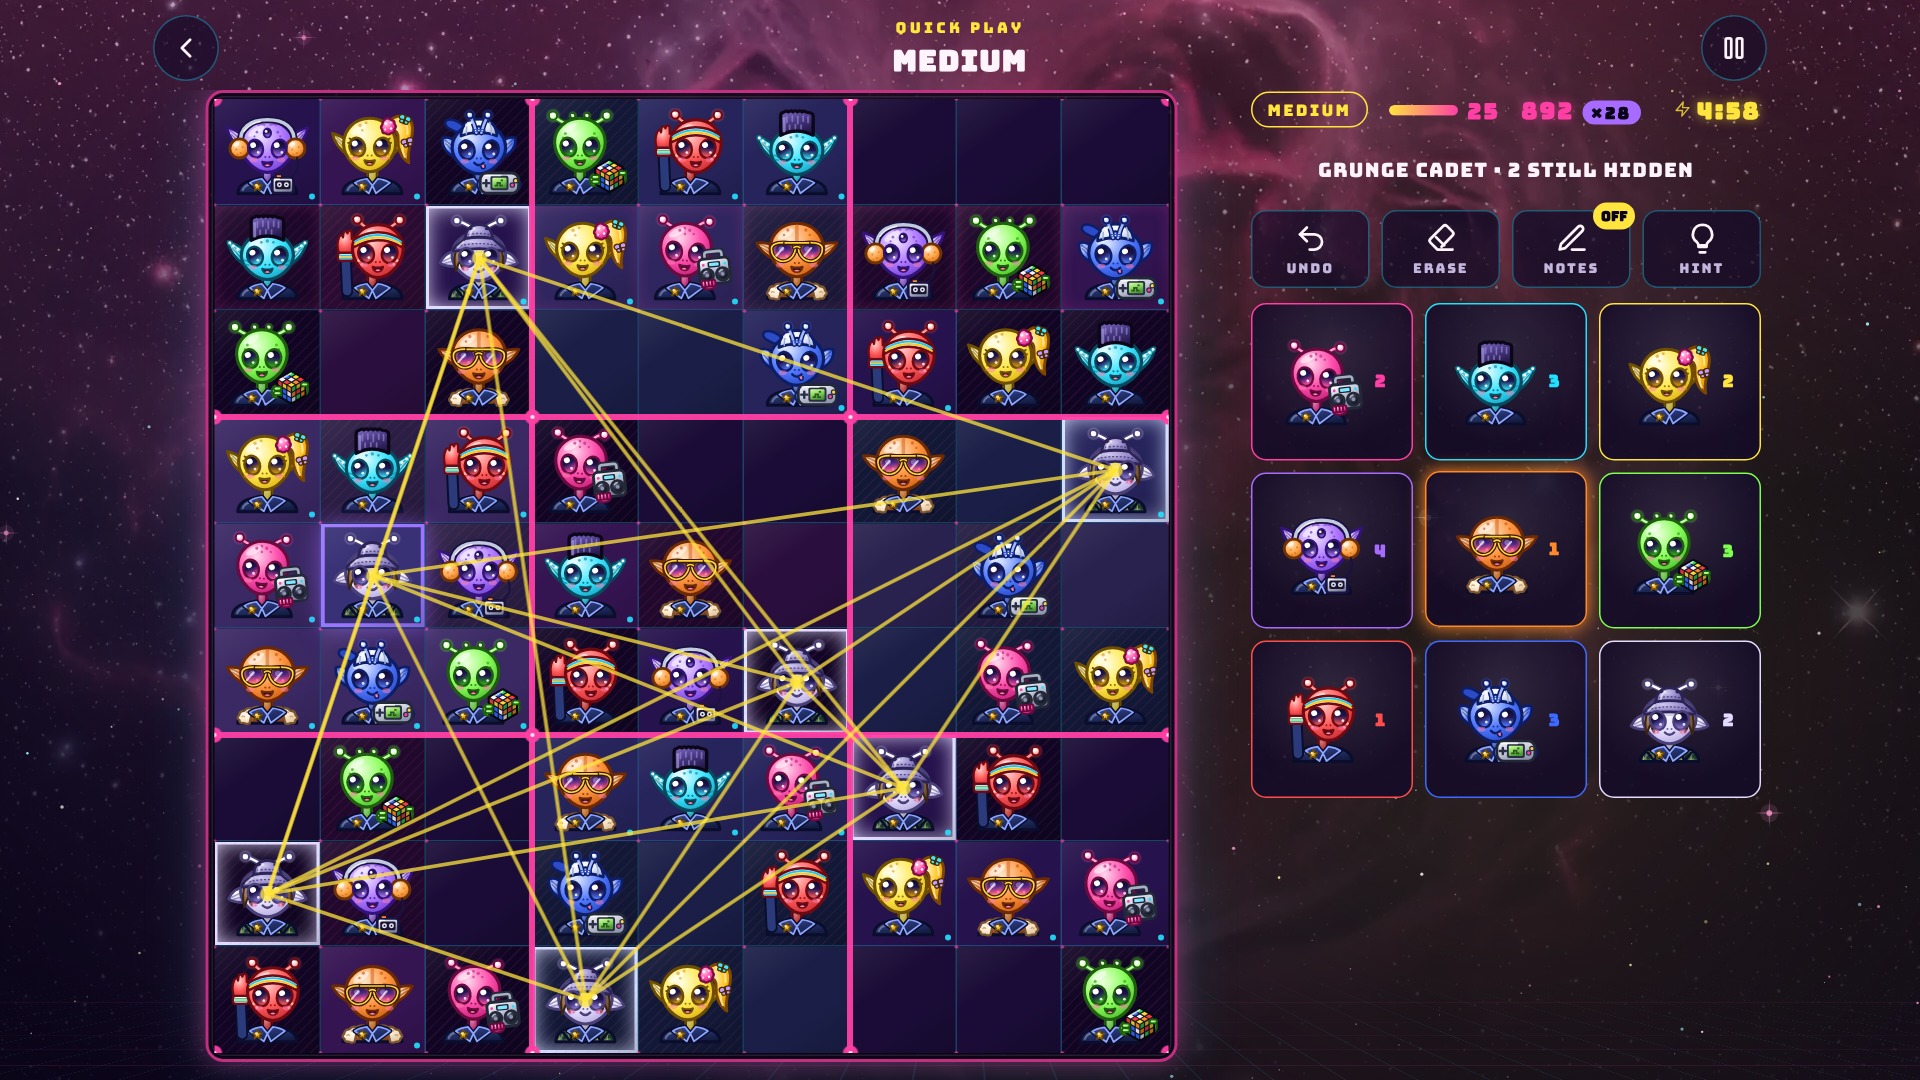 QUICK PLAY
MEDIUM
MEDIUM 25 892 ×28 4:58
GRUNGE CADET · 2 STILL HIDDEN
OFF
UNDO ERASE NOTES HINT
2 3 2
4 1 3
1 3 2